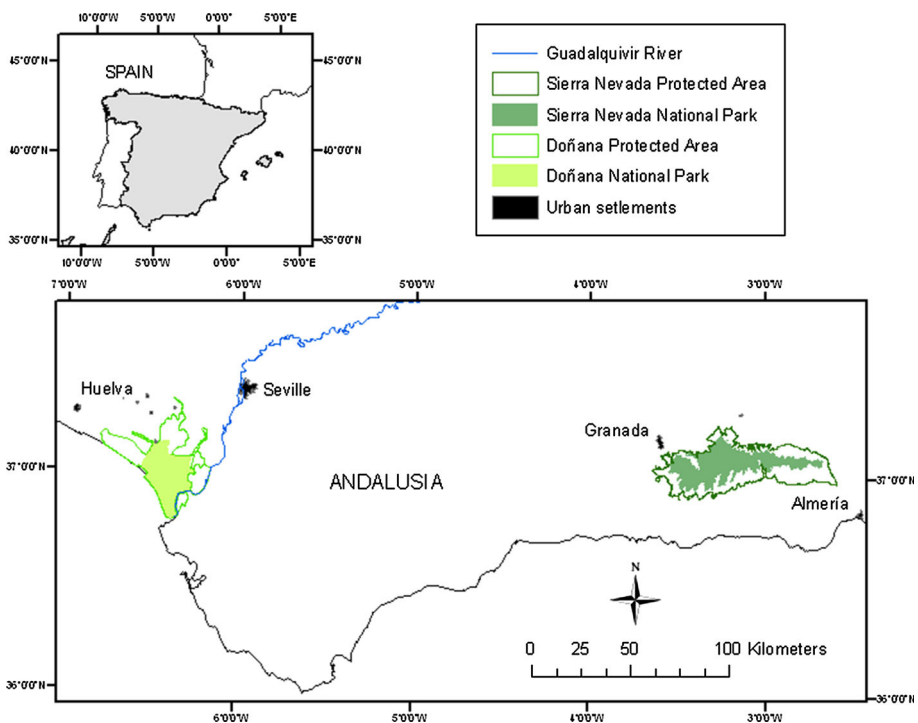 10°0'0"W 5°0'0"W 0°0'0" 5°0'0"E
45°0'0"N 45°0'0"N
SPAIN
40°0'0"N 40°0'0"N
35°0'0"N 35°0'0"N
10°0'0"W 5°0'0"W 0°0'0" 5°0'0"E
Guadalquivir River
Sierra Nevada Protected Area
Sierra Nevada National Park
Doñana Protected Area
Doñana National Park
Urban setlements
7°0'0"W 6°0'0"W 4°0'0"W 3°0'0"W
Huelva
Seville
Granada
37°0'0"N 37°0'0"N
ANDALUSIA
Almería
N
0 25 50 100 Kilometers
36°0'0"N 36°0'0"N
6°0'0"W 5°0'0"W 4°0'0"W 3°0'0"W